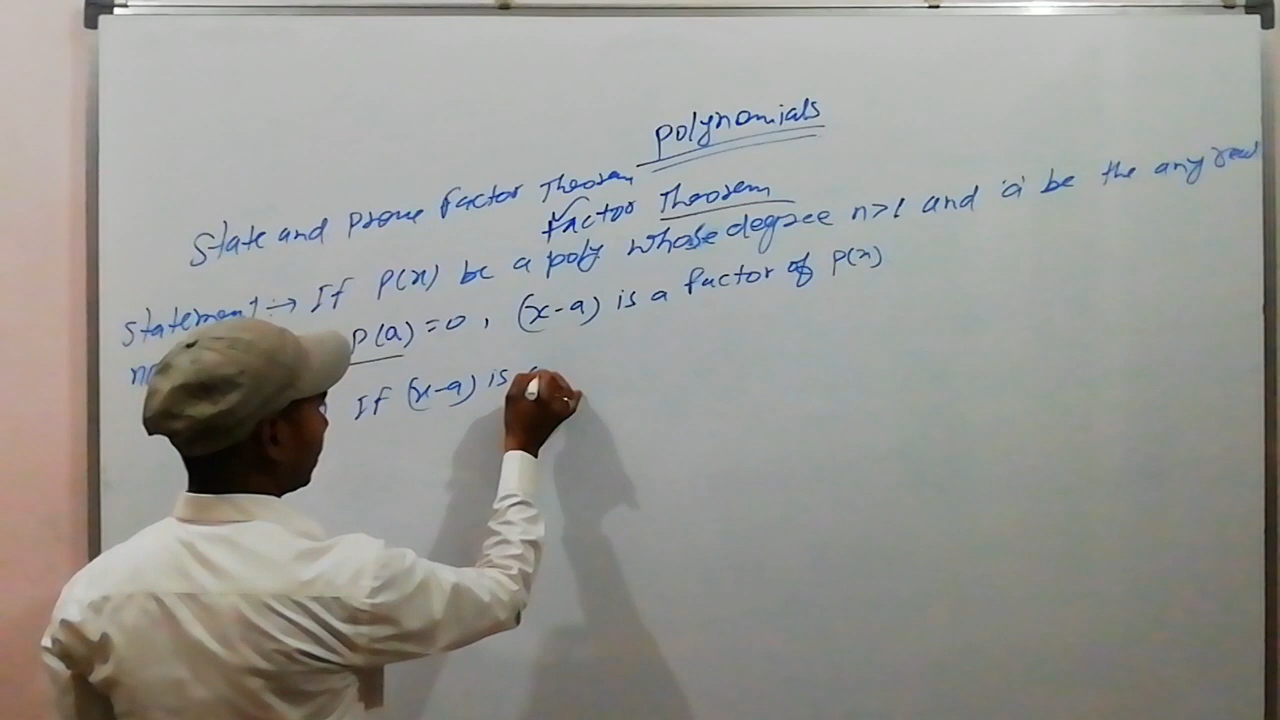 Polynomials
State and prove factor Theorem
Factor Theorem
Statement :→ If P(x) be a poly whose degree n>1 and 'a' be the any real
P(a) = 0, (x-a) is a factor of P(x)
If (x-a) is